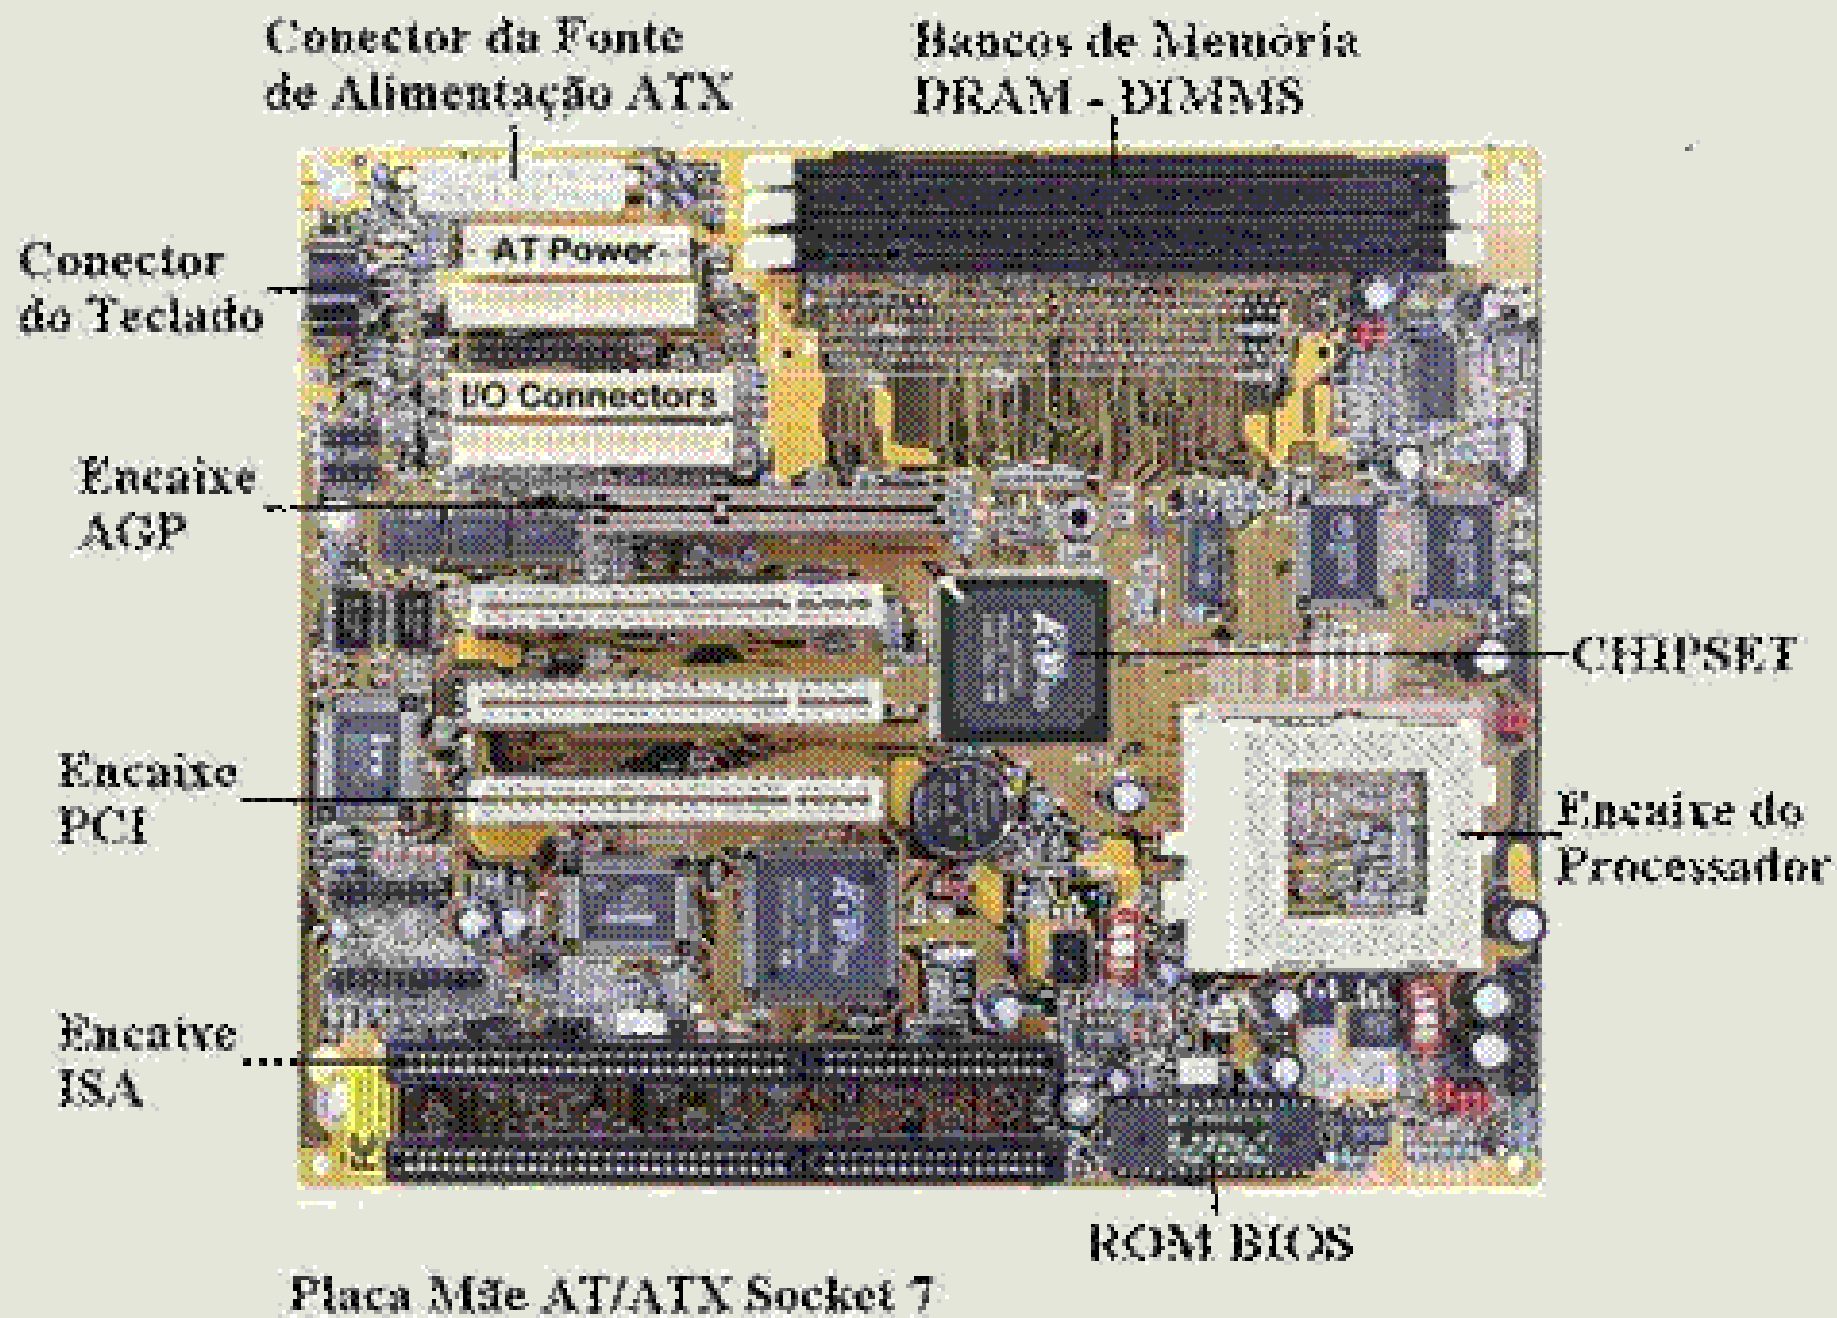 Conector da Fonte
de Alimentação ATX
Bancos de Memória
DRAM - DIMMS
- AT Power -
Conector
do Teclado
I/O Connectors
Encaixe
AGP
CHIPSET
Encaixe
PCI
Encaixe do
Processador
Encaixe
ISA
ROM BIOS
Placa Mãe AT/ATX Socket 7